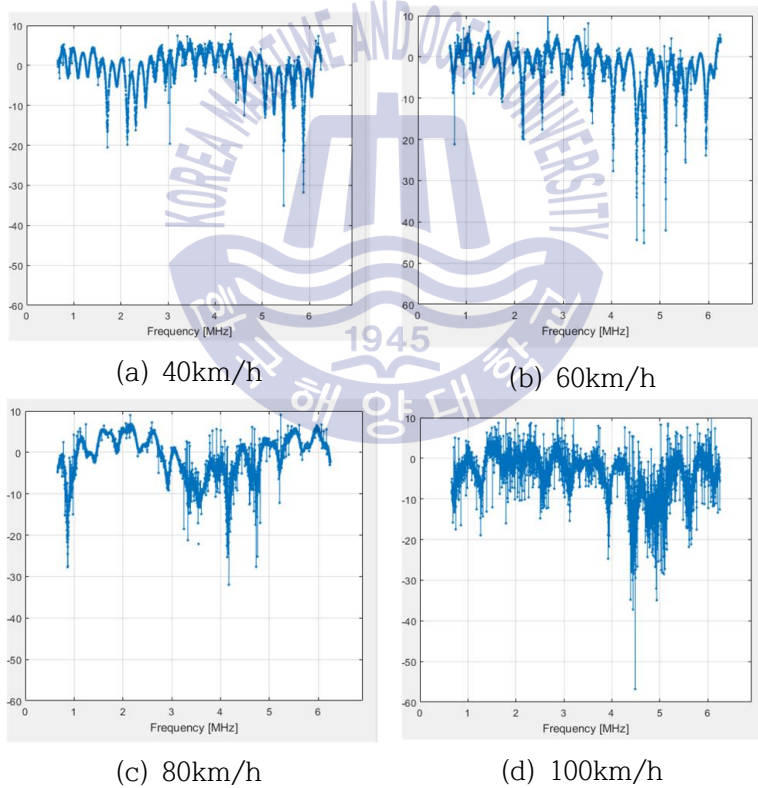 10
0
-10
-20
-30
-40
-50
-60
0 1 2 3 4 5 6
Frequency [MHz]
(a) 40km/h
10
0
-10
-20
-30
-40
-50
-60
0 1 2 3 4 5 6
Frequency [MHz]
(b) 60km/h
KOREA MARITIME AND OCEAN UNIVERSITY
1945
한국해양대학교
10
0
-10
-20
-30
-40
-50
-60
0 1 2 3 4 5 6
Frequency [MHz]
(c) 80km/h
10
0
-10
-20
-30
-40
-50
-60
0 1 2 3 4 5 6
Frequency [MHz]
(d) 100km/h